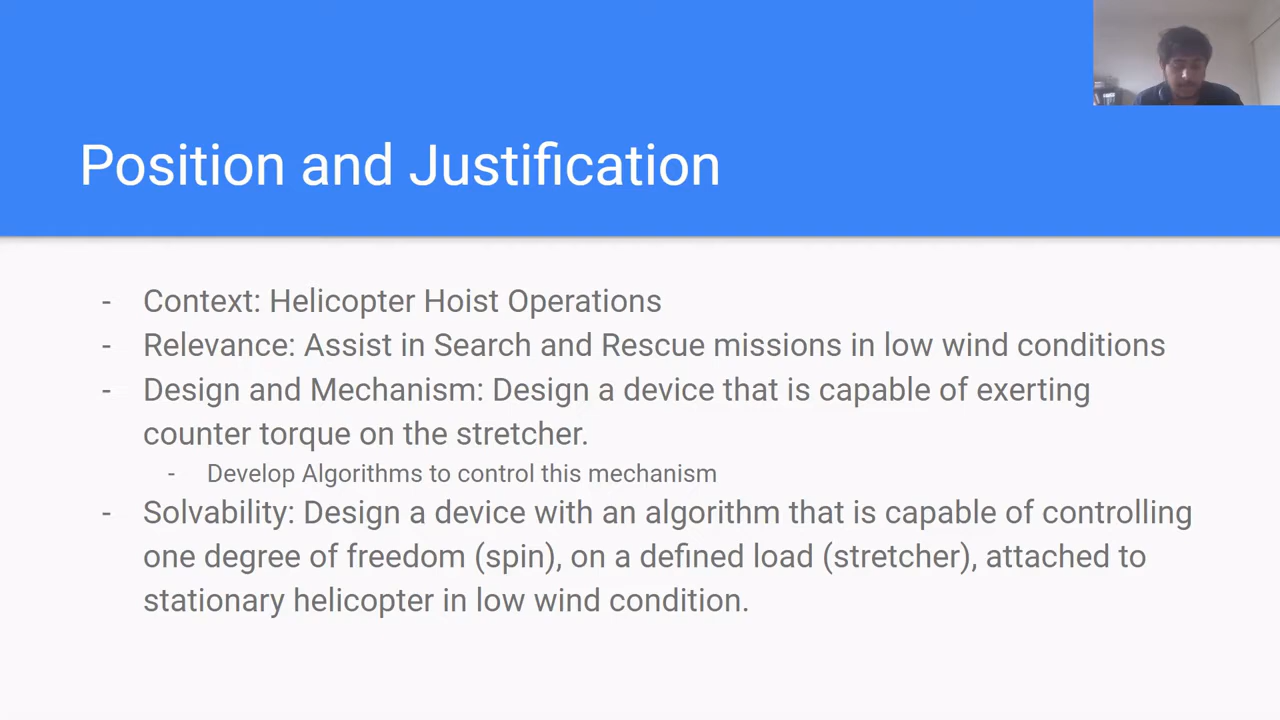 Position and Justification
- Context: Helicopter Hoist Operations
- Relevance: Assist in Search and Rescue missions in low wind conditions
- Design and Mechanism: Design a device that is capable of exerting
counter torque on the stretcher.
- Develop Algorithms to control this mechanism
- Solvability: Design a device with an algorithm that is capable of controlling
one degree of freedom (spin), on a defined load (stretcher), attached to
stationary helicopter in low wind condition.